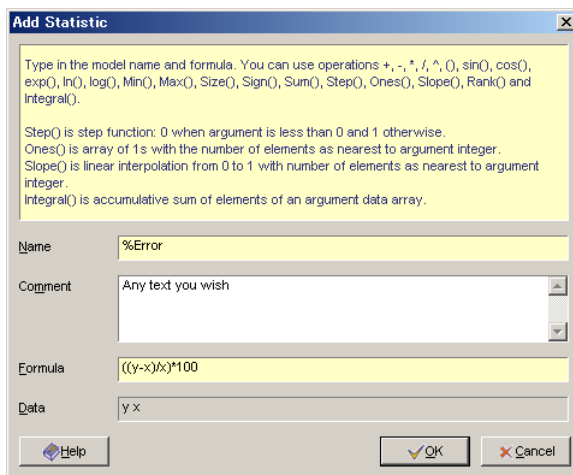 Add Statistic
Type in the model name and formula. You can use operations +, -, *, /, ^, (), sin(), cos(),
exp(), ln(), log(), Min(), Max(), Size(), Sign(), Sum(), Step(), Ones(), Slope(), Rank() and
Integral().
Step() is step function: 0 when argument is less than 0 and 1 otherwise.
Ones() is array of 1s with the number of elements as nearest to argument integer.
Slope() is linear interpolation from 0 to 1 with number of elements as nearest to argument
integer.
Integral() is accumulative sum of elements of an argument data array.
Name
%Error
Comment
Any text you wish
Formula
((y-x)/x)*100
Data
y x
Help
OK
Cancel